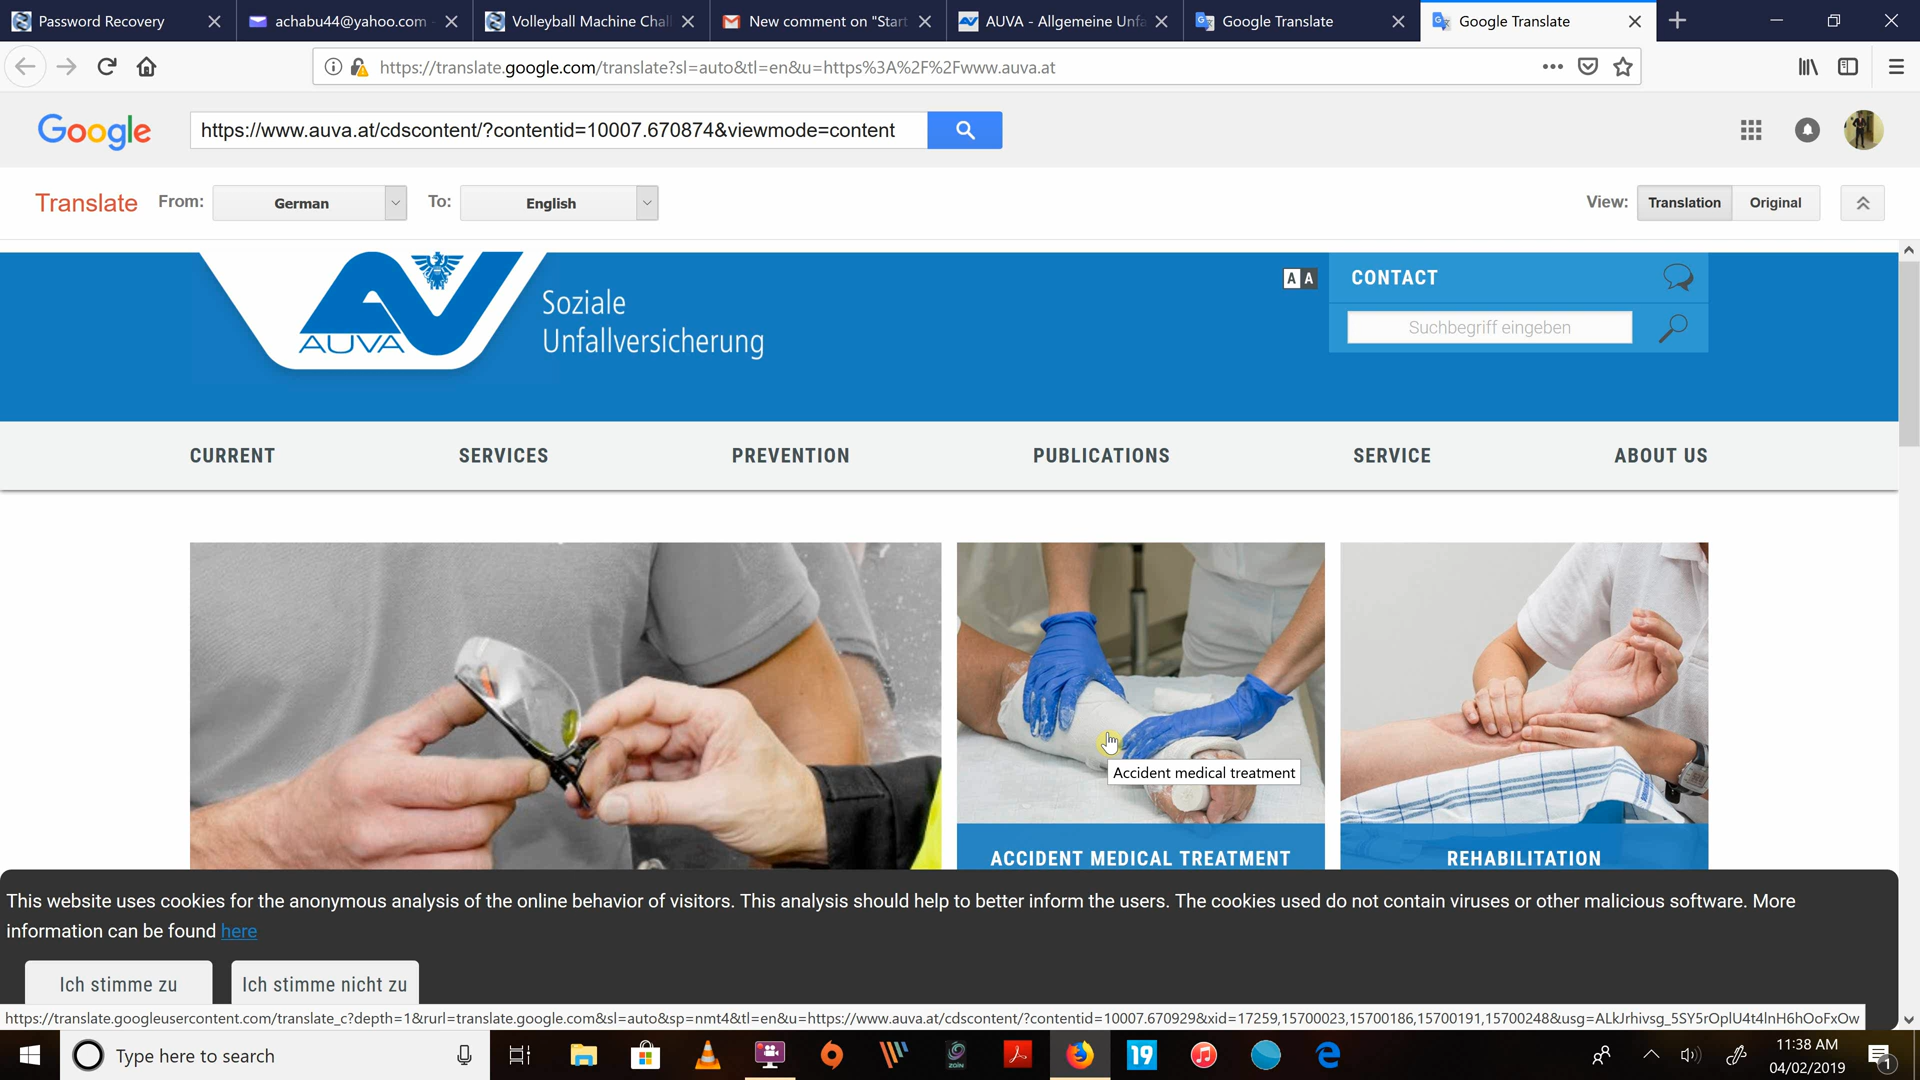 Password Recovery
achabu44@yahoo.com -
Volleyball Machine Chall
New comment on "Start
AUVA - Allgemeine Unfa
Google Translate
Google Translate
https://translate.google.com/translate?sl=auto&tl=en&u=https%3A%2F%2Fwww.auva.at
Google
https://www.auva.at/cdscontent/?contentid=10007.670874&viewmode=content
Translate From: German To: English
View: Translation Original
AUVA
Soziale
Unfallversicherung
A A
CONTACT
Suchbegriff eingeben
CURRENT SERVICES PREVENTION PUBLICATIONS SERVICE ABOUT US
Accident medical treatment
ACCIDENT MEDICAL TREATMENT
REHABILITATION
This website uses cookies for the anonymous analysis of the online behavior of visitors. This analysis should help to better inform the users. The cookies used do not contain viruses or other malicious software. More
information can be found here
Ich stimme zu
Ich stimme nicht zu
https://translate.googleusercontent.com/translate_c?depth=1&rurl=translate.google.com&sl=auto&sp=nmt4&tl=en&u=https://www.auva.at/cdscontent/?contentid=10007.670929&xid=17259,15700023,15700186,15700191,15700248&usg=ALkJrhivsg_5SY5rOplU4t4lnH6hOoFxOw
Type here to search
19
11:38 AM
04/02/2019
1